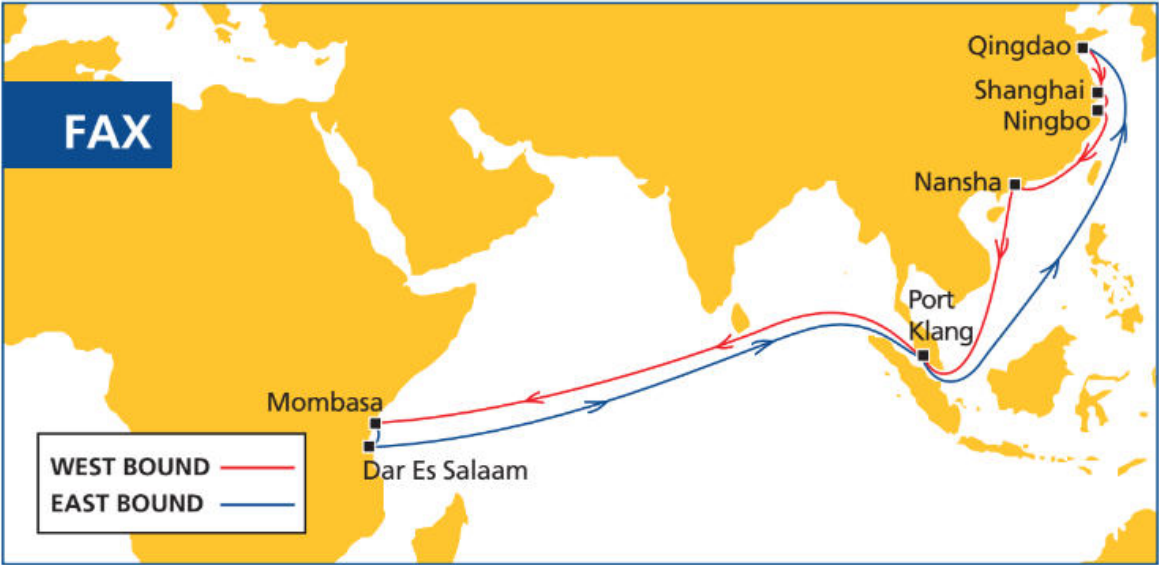 FAX
Qingdao
Shanghai
Ningbo
Nansha
Port
Klang
Mombasa
Dar Es Salaam
WEST BOUND
EAST BOUND